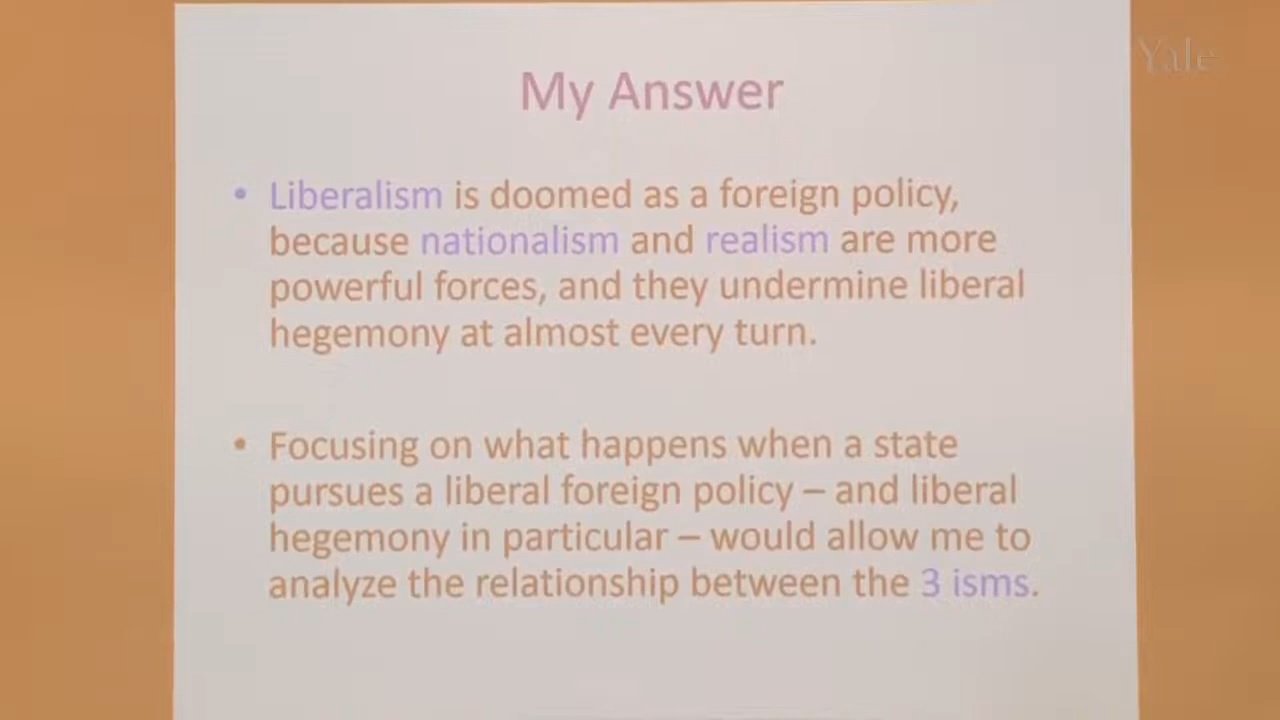 Yale
My Answer
• Liberalism is doomed as a foreign policy,
because nationalism and realism are more
powerful forces, and they undermine liberal
hegemony at almost every turn.
• Focusing on what happens when a state
pursues a liberal foreign policy – and liberal
hegemony in particular – would allow me to
analyze the relationship between the 3 isms.